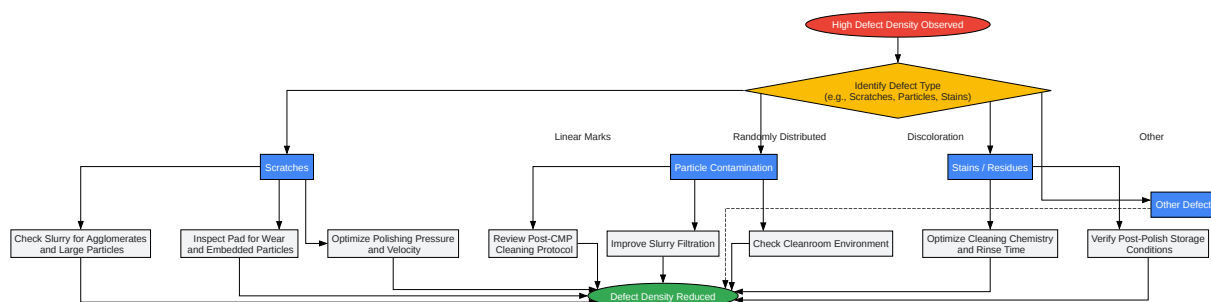 High Defect Density Observed
Identify Defect Type
(e.g., Scratches, Particles, Stains)
Linear Marks
Randomly Distributed
Discoloration
Other
Scratches
Particle Contamination
Stains / Residues
Other Defect
Check Slurry for Agglomerates
and Large Particles
Inspect Pad for Wear
and Embedded Particles
Optimize Polishing Pressure
and Velocity
Review Post-CMP
Cleaning Protocol
Improve Slurry Filtration
Check Cleanroom Environment
Optimize Cleaning Chemistry
and Rinse Time
Verify Post-Polish Storage
Conditions
Defect Density Reduced